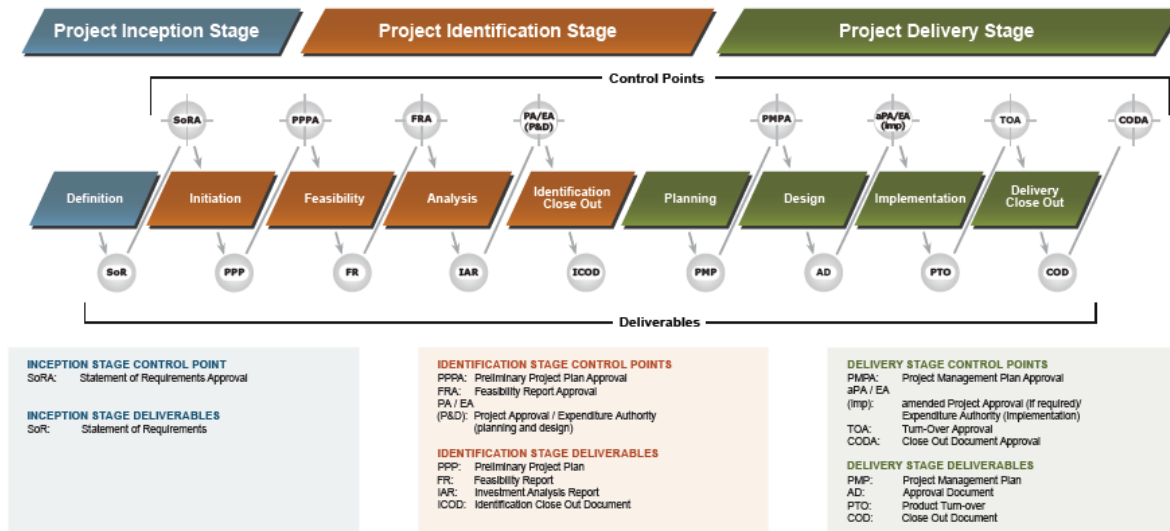 Project Inception Stage
Project Identification Stage
Project Delivery Stage
Control Points
SoRA
PPPA
FRA
PA/EA
(P&D)
PMPA
aPA/EA
(imp)
TOA
CODA
Definition
Initiation
Feasibility
Analysis
Identification
Close Out
Planning
Design
Implementation
Delivery
Close Out
SoR
PPP
FR
IAR
ICOD
PMP
AD
PTO
COD
Deliverables
INCEPTION STAGE CONTROL POINT
SoRA: Statement of Requirements Approval
INCEPTION STAGE DELIVERABLES
SoR: Statement of Requirements
IDENTIFICATION STAGE CONTROL POINTS
PPPA: Preliminary Project Plan Approval
FRA: Feasibility Report Approval
PA / EA
(P&D): Project Approval / Expenditure Authority
(planning and design)
IDENTIFICATION STAGE DELIVERABLES
PPP: Preliminary Project Plan
FR: Feasibility Report
IAR: Investment Analysis Report
ICOD: Identification Close Out Document
DELIVERY STAGE CONTROL POINTS
PMPA: Project Management Plan Approval
aPA / EA
(imp): amended Project Approval (if required)/
Expenditure Authority (Implementation)
TOA: Turn-Over Approval
CODA: Close Out Document Approval
DELIVERY STAGE DELIVERABLES
PMP: Project Management Plan
AD: Approval Document
PTO: Product Turn-over
COD: Close Out Document